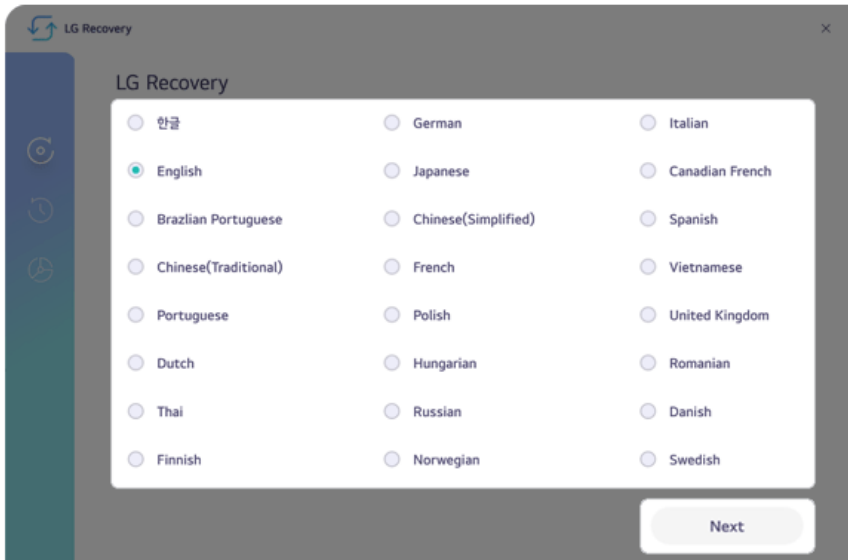 LG Recovery
LG Recovery
한글 German Italian
English Japanese Canadian French
Brazlian Portuguese Chinese(Simplified) Spanish
Chinese(Traditional) French Vietnamese
Portuguese Polish United Kingdom
Dutch Hungarian Romanian
Thai Russian Danish
Finnish Norwegian Swedish
Next